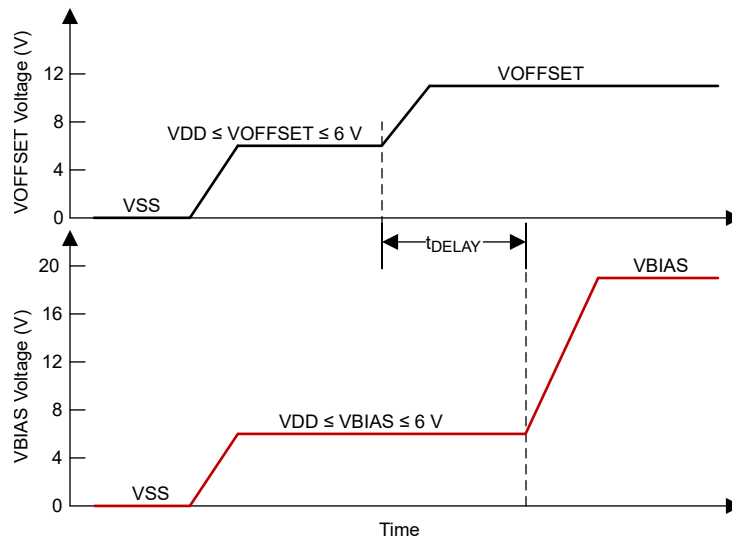 VOFFSET Voltage (V)
12
8
4
0
VOFFSET
VDD ≤ VOFFSET ≤ 6 V
VSS
tDELAY
VBIAS Voltage (V)
20
16
12
8
4
0
VBIAS
VDD ≤ VBIAS ≤ 6 V
VSS
Time